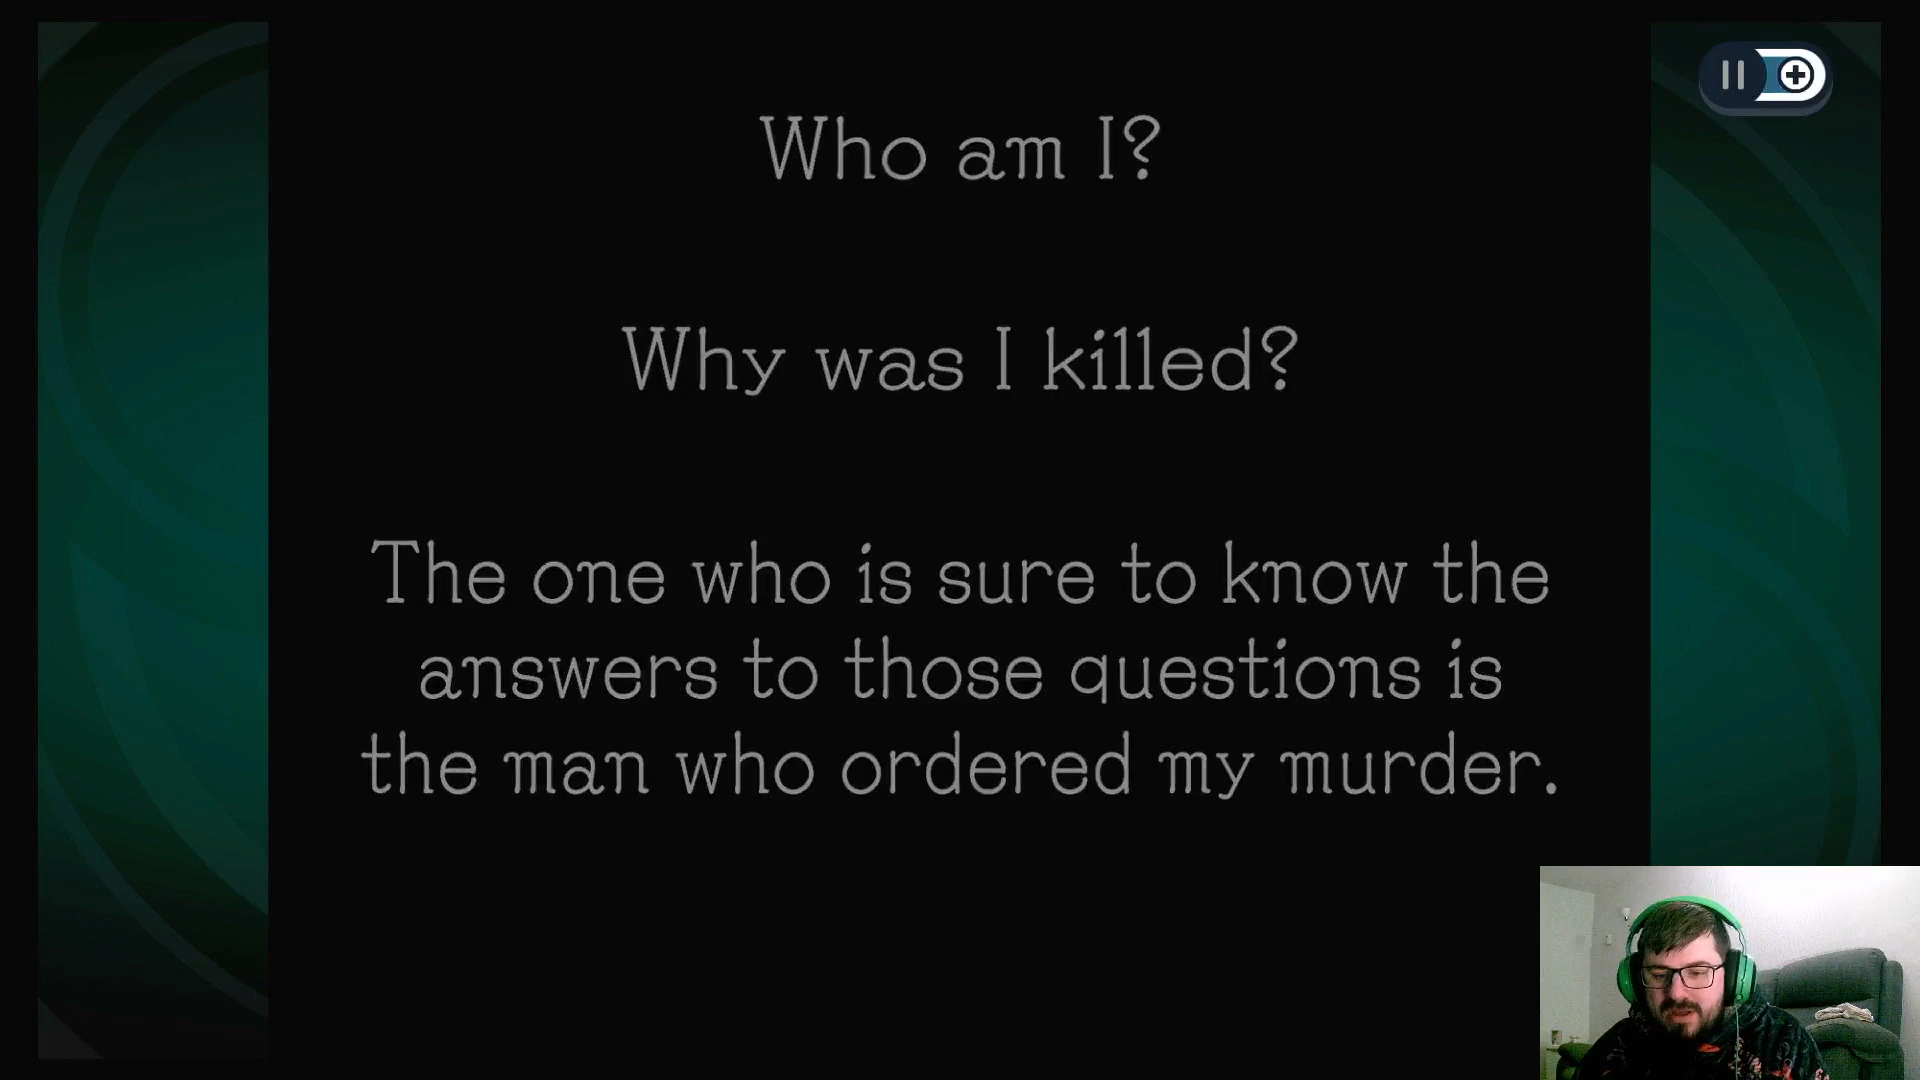 Who am I?
Why was I killed?
The one who is sure to know the
answers to those questions is
the man who ordered my murder.